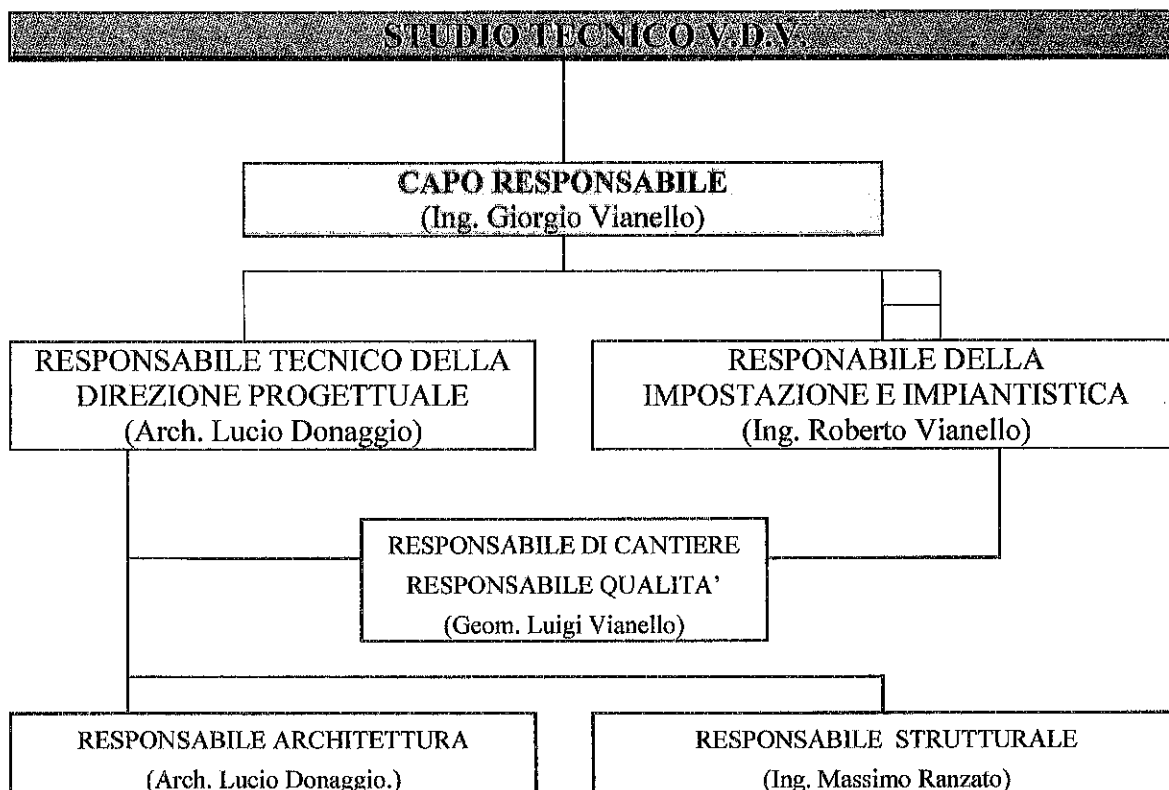 STUDIO TECNICO V.D.V.
CAPO RESPONSABILE
(Ing. Giorgio Vianello)
RESPONSABILE TECNICO DELLA
DIREZIONE PROGETTUALE
(Arch. Lucio Donaggio)
RESPONABILE DELLA
IMPOSTAZIONE E IMPIANTISTICA
(Ing. Roberto Vianello)
RESPONSABILE DI CANTIERE
RESPONSABILE QUALITA’
(Geom. Luigi Vianello)
RESPONSABILE ARCHITETTURA
(Arch. Lucio Donaggio.)
RESPONSABILE STRUTTURALE
(Ing. Massimo Ranzato)